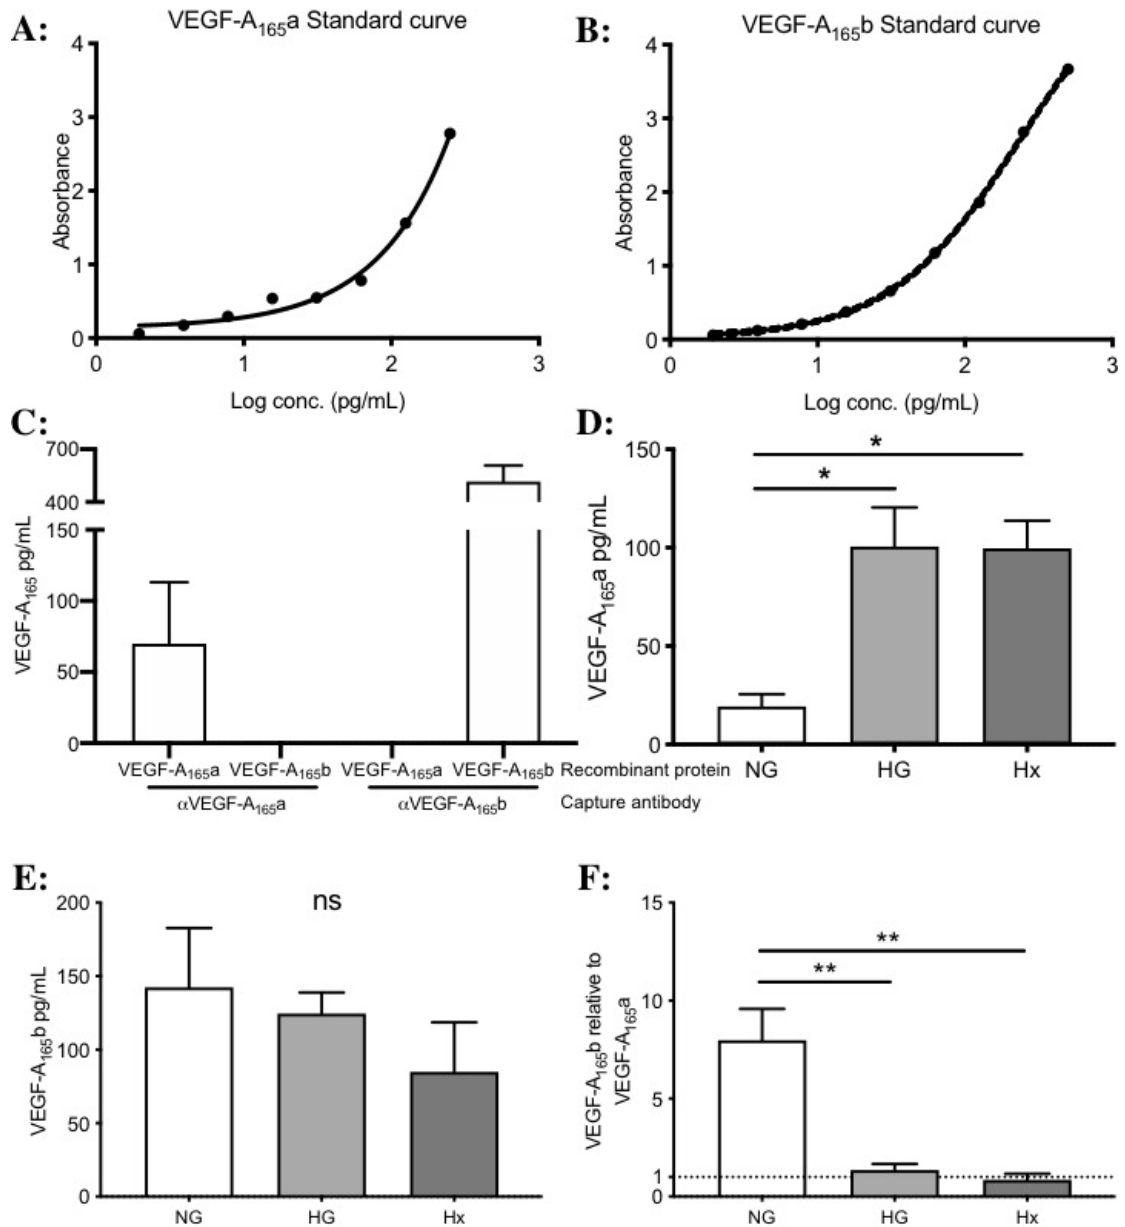 A:
VEGF-A165a Standard curve
4
3
2
1
0
Absorbance
0 1 2 3
Log conc. (pg/mL)
B:
VEGF-A165b Standard curve
4
3
2
1
0
Absorbance
0 1 2 3
Log conc. (pg/mL)
C:
700
400
150
100
50
0
VEGF-A165 pg/mL
VEGF-A165a VEGF-A165b VEGF-A165a VEGF-A165b Recombinant protein
αVEGF-A165a αVEGF-A165b Capture antibody
D:
150
100
50
0
VEGF-A165a pg/mL
*
*
NG HG Hx
E:
200
150
100
50
0
VEGF-A165b pg/mL
ns
NG HG Hx
F:
15
10
5
1
0
VEGF-A165b relative to
VEGF-A165a
**
**
NG HG Hx